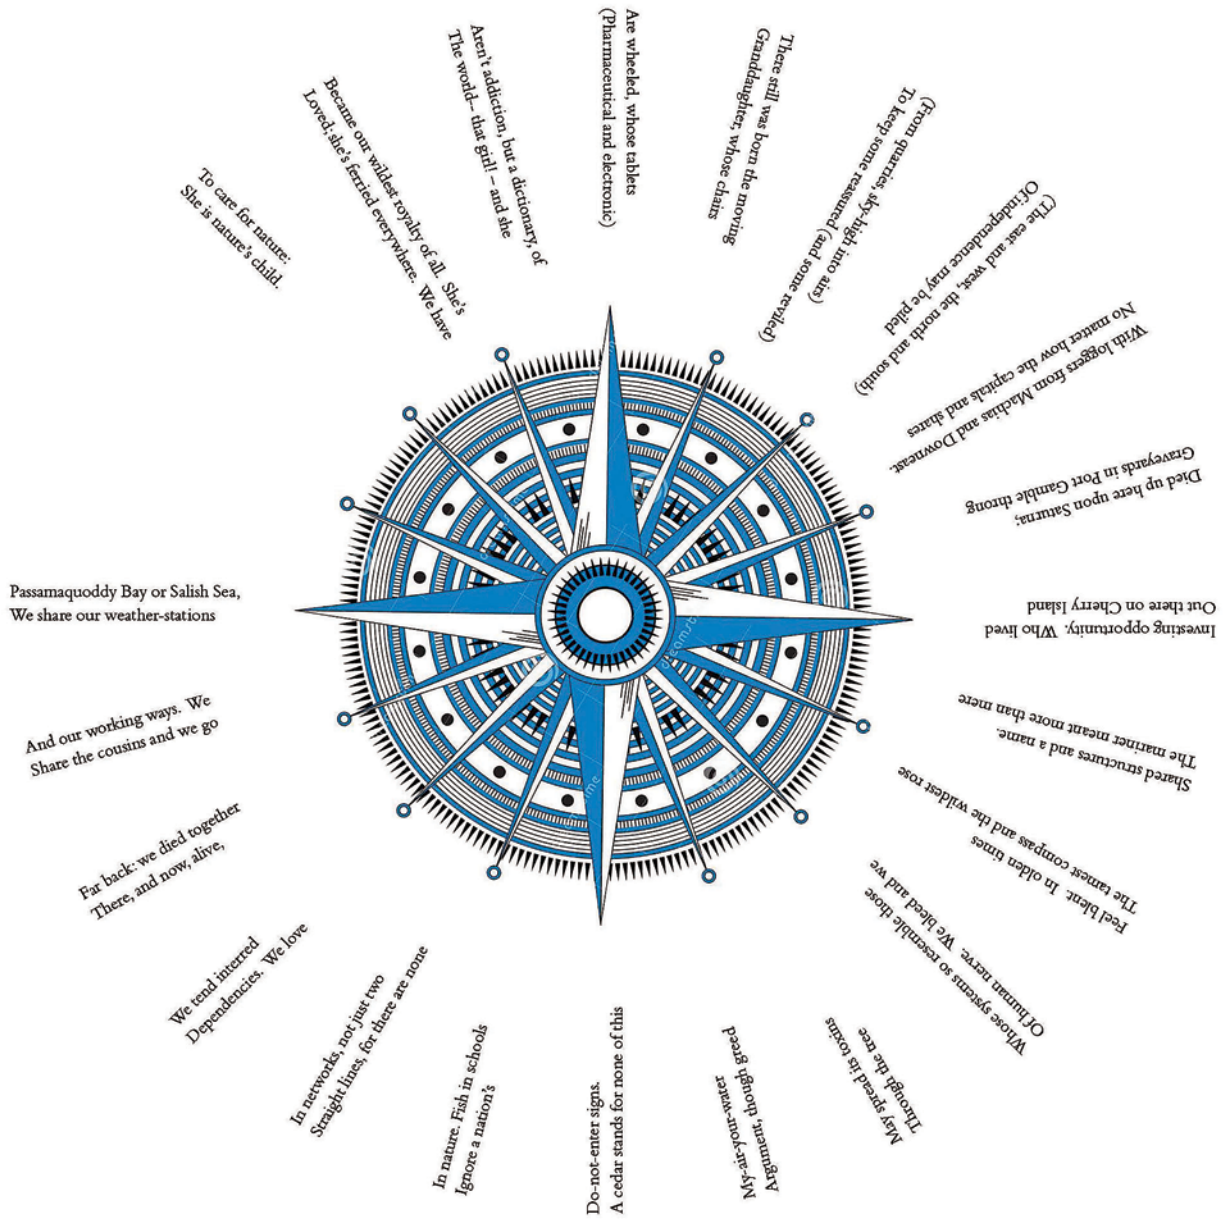 Passamaquoddy Bay or Salish Sea,
We share our weather-stations
And our working ways. We
Share the cousins and we go
Far back: we died together
There, and now, alive,
We tend interred
Dependencies. We love
In networks, not just two
Straight lines, for there are none
In nature. Fish in schools
Ignore a nation's
Do-not-enter signs.
A cedar stands for none of this
My-air-your-water
Argument, though greed
May spread its toxins
Through the tree
Whose systems so resemble those
Of human nerve. We bleed and we
Feel blent. In olden times
The tamest compass and the wildest rose
Shared structures and a name.
The mariner meant more than mere
Investing opportunity. Who lived
Out there on Cherry Island
Died up here upon Saturna;
Graveyards in Port Gamble throng
With loggers from Machias and Downeast.
No matter how the capitals and shares
(The east and west, the north and south)
Of independence may be piled
(From quarries, sky-high into airs)
To keep some reassured (and some reviled)
There still was born the moving
Granddaughter, whose chairs
Are wheeled, whose tablets
(Pharmaceutical and electronic)
Aren't addiction, but a dictionary, of
The world-- that girl! – and she
Became our wildest royalty of all. She's
Loved; she's ferried everywhere. We have
To care for nature:
She is nature's child.